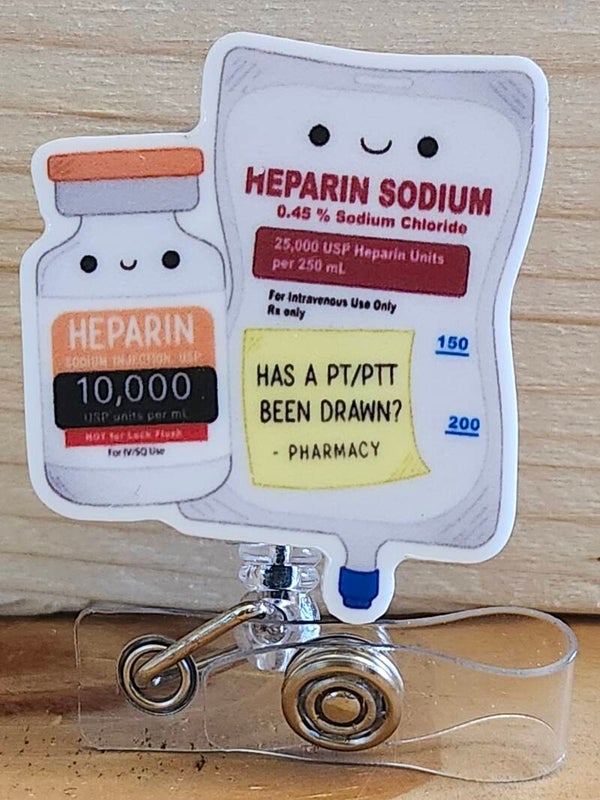 HEPARIN
SODIUM INJECTION, USP
10,000
USP units per mL
NOT for Lock Flush
For IV/SQ Use
HEPARIN SODIUM
0.45 % Sodium Chloride
25,000 USP Heparin Units
per 250 mL
For Intravenous Use Only
Rx only
HAS A PT/PTT
BEEN DRAWN?
- PHARMACY
150
200